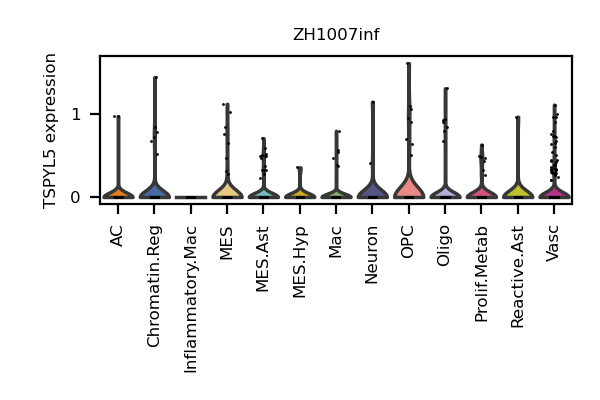 ZH1007inf
TSPYL5 expression
1
0
AC
Chromatin.Reg
Inflammatory.Mac
MES
MES.Ast
MES.Hyp
Mac
Neuron
OPC
Oligo
Prolif.Metab
Reactive.Ast
Vasc